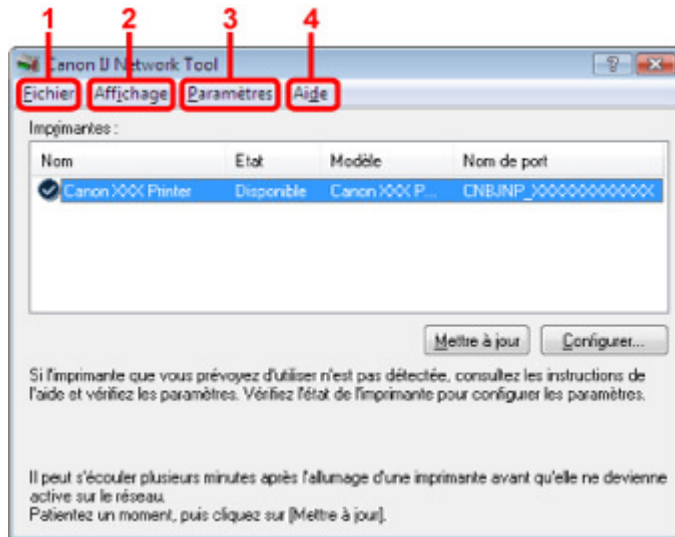 1 2 3 4
Canon IJ Network Tool
Fichier Affichage Paramètres Aide
Imprimantes :
Nom Etat Modèle Nom de port
Canon XXX Printer Disponible Canon XXX P... CNBJNP_XXXXXXXXXXXX
Mettre à jour Configurer...
Si l'imprimante que vous prévoyez d'utiliser n'est pas détectée, consultez les instructions de
l'aide et vérifiez les paramètres. Vérifiez l'état de l'imprimante pour configurer les paramètres.
Il peut s'écouler plusieurs minutes après l'allumage d'une imprimante avant qu'elle ne devienne
active sur le réseau.
Patientez un moment, puis cliquez sur [Mettre à jour].